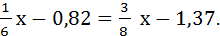 1/6 x − 0,82 = 3/8 x − 1,37.